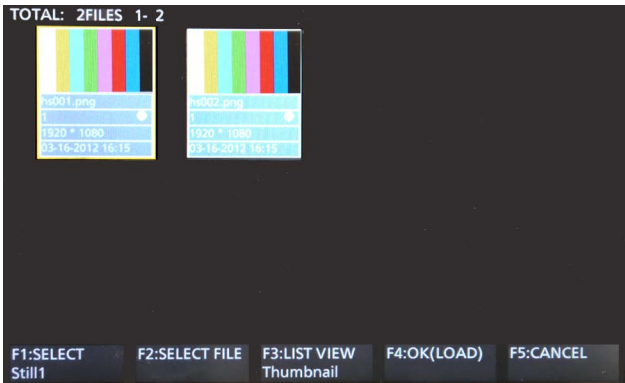 TOTAL: 2FILES 1- 2
hs001.png
1
1920 * 1080
03-16-2012 16:15
hs002.png
1
1920 * 1080
03-16-2012 16:15
F1:SELECT F2:SELECT FILE F3:LIST VIEW F4:OK(LOAD) F5:CANCEL
Still1 Thumbnail